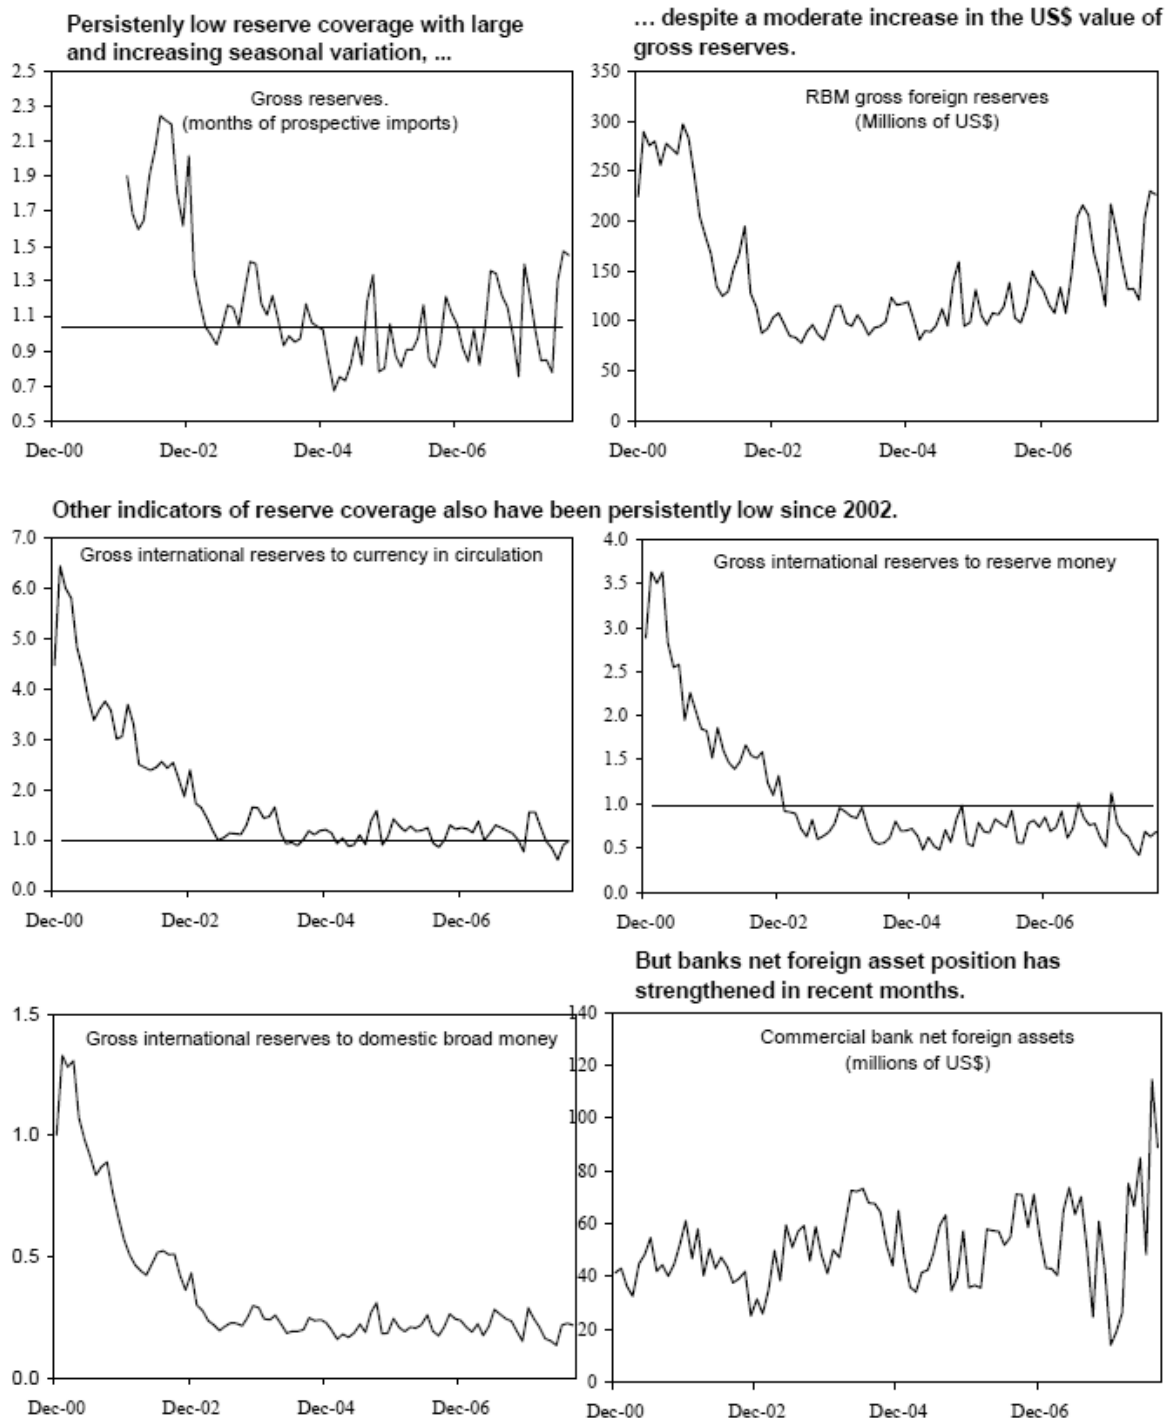 Persistenly low reserve coverage with large
and increasing seasonal variation, ...
2.5
2.3
2.1
1.9
1.7
1.5
1.3
1.1
0.9
0.7
0.5
Gross reserves.
(months of prospective imports)
Dec-00 Dec-02 Dec-04 Dec-06
… despite a moderate increase in the US$ value of
gross reserves.
350
300
250
200
150
100
50
0
RBM gross foreign reserves
(Millions of US$)
Dec-00 Dec-02 Dec-04 Dec-06
Other indicators of reserve coverage also have been persistently low since 2002.
7.0
6.0
5.0
4.0
3.0
2.0
1.0
0.0
Gross international reserves to currency in circulation
Dec-00 Dec-02 Dec-04 Dec-06
4.0
3.5
3.0
2.5
2.0
1.5
1.0
0.5
0.0
Gross international reserves to reserve money
Dec-00 Dec-02 Dec-04 Dec-06
1.5
1.0
0.5
0.0
Gross international reserves to domestic broad money
Dec-00 Dec-02 Dec-04 Dec-06
But banks net foreign asset position has
strengthened in recent months.
140
120
100
80
60
40
20
0
Commercial bank net foreign assets
(millions of US$)
Dec-00 Dec-02 Dec-04 Dec-06